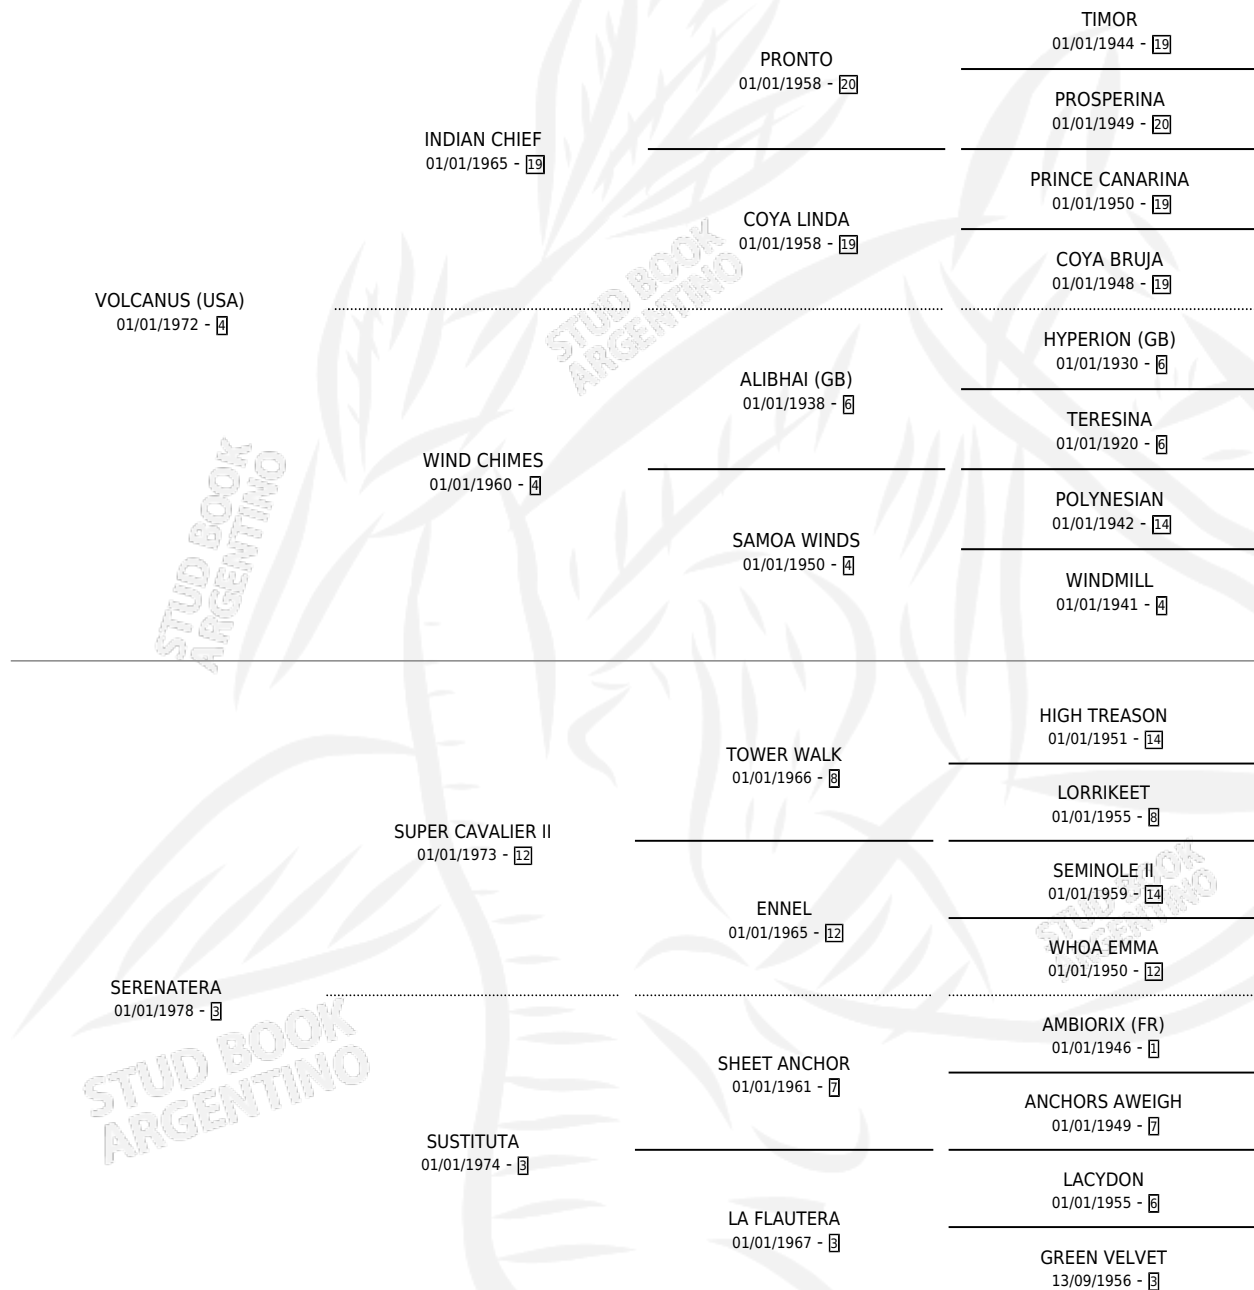 TIMOR
01/01/1944 - 19
PRONTO
01/01/1958 - 20
PROSPERINA
01/01/1949 - 20
INDIAN CHIEF
01/01/1965 - 19
PRINCE CANARINA
01/01/1950 - 19
COYA LINDA
01/01/1958 - 19
COYA BRUJA
01/01/1948 - 19
VOLCANUS (USA)
01/01/1972 - 4
HYPERION (GB)
01/01/1930 - 6
ALIBHAI (GB)
01/01/1938 - 6
TERESINA
01/01/1920 - 6
WIND CHIMES
01/01/1960 - 4
POLYNESIAN
01/01/1942 - 14
SAMOA WINDS
01/01/1950 - 4
WINDMILL
01/01/1941 - 4
HIGH TREASON
01/01/1951 - 14
TOWER WALK
01/01/1966 - 8
LORRIKEET
01/01/1955 - 8
SUPER CAVALIER II
01/01/1973 - 12
SEMINOLE II
01/01/1959 - 14
ENNEL
01/01/1965 - 12
WHOA EMMA
01/01/1950 - 12
SERENATERA
01/01/1978 - 3
AMBIORIX (FR)
01/01/1946 - 1
SHEET ANCHOR
01/01/1961 - 7
ANCHORS AWEIGH
01/01/1949 - 7
SUSTITUTA
01/01/1974 - 3
LACYDON
01/01/1955 - 6
LA FLAUTERA
01/01/1967 - 3
GREEN VELVET
13/09/1956 - 3
STUD BOOK
ARGENTINO
STUD BOOK
ARGENTINO
STUD BOOK
ARGENTINO
STUD BOOK
ARGENTINO